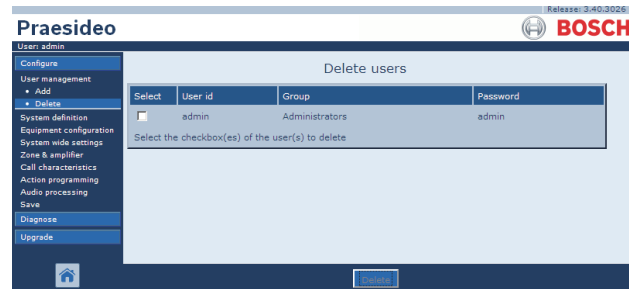 Release: 3.40.3026
Praesideo
BOSCH
User: admin
Configure
User management
• Add
• Delete
System definition
Equipment configuration
System wide settings
Zone & amplifier
Call characteristics
Action programming
Audio processing
Save
Diagnose
Upgrade
Delete users
Select User id Group Password
admin Administrators admin
Select the checkbox(es) of the user(s) to delete
Delete